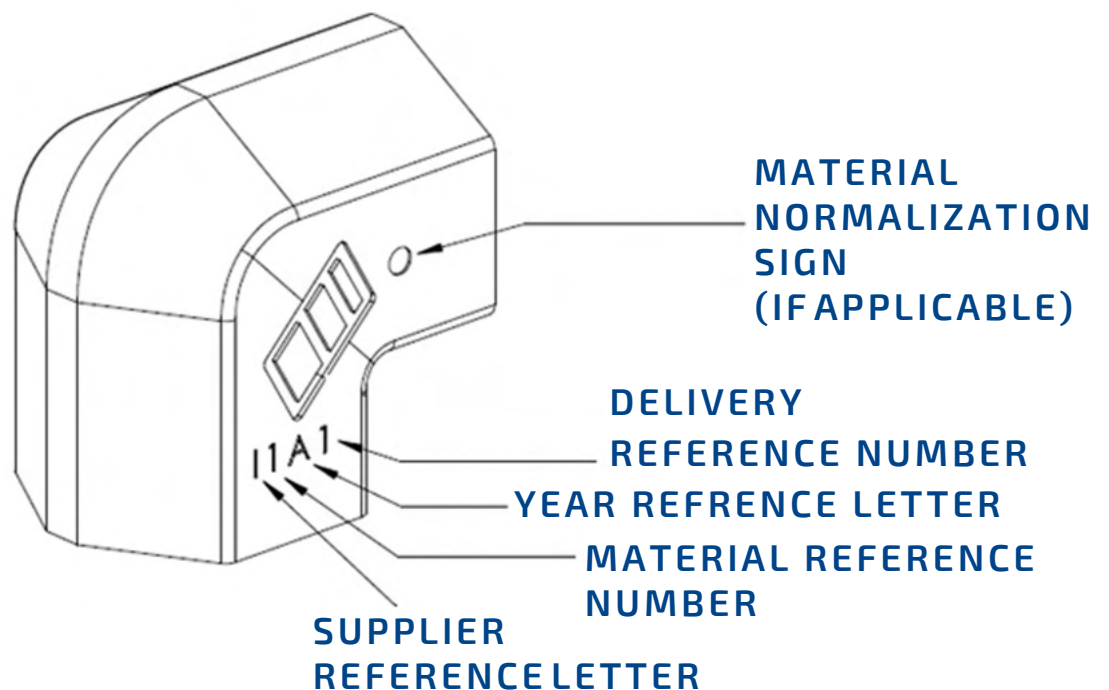 MATERIAL
NORMALIZATION
SIGN
(IF APPLICABLE)
DELIVERY
REFERENCE NUMBER
I1A1
YEAR REFRENCE LETTER
MATERIAL REFERENCE
NUMBER
SUPPLIER
REFERENCE LETTER